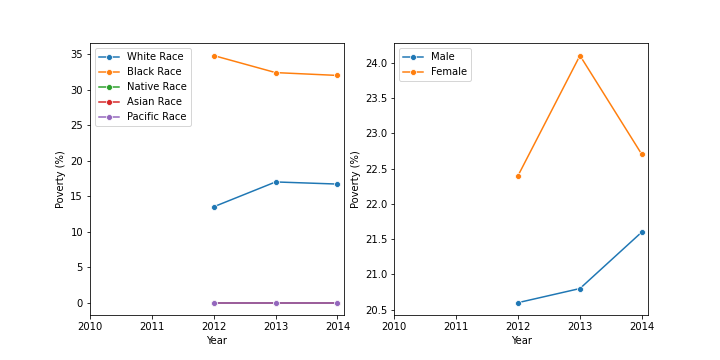 White Race
Black Race
Native Race
Asian Race
Pacific Race
35
30
25
20
15
10
5
0
Poverty (%)
2010 2011 2012 2013 2014
Year
Male
Female
24.0
23.5
23.0
22.5
22.0
21.5
21.0
20.5
Poverty (%)
2010 2011 2012 2013 2014
Year